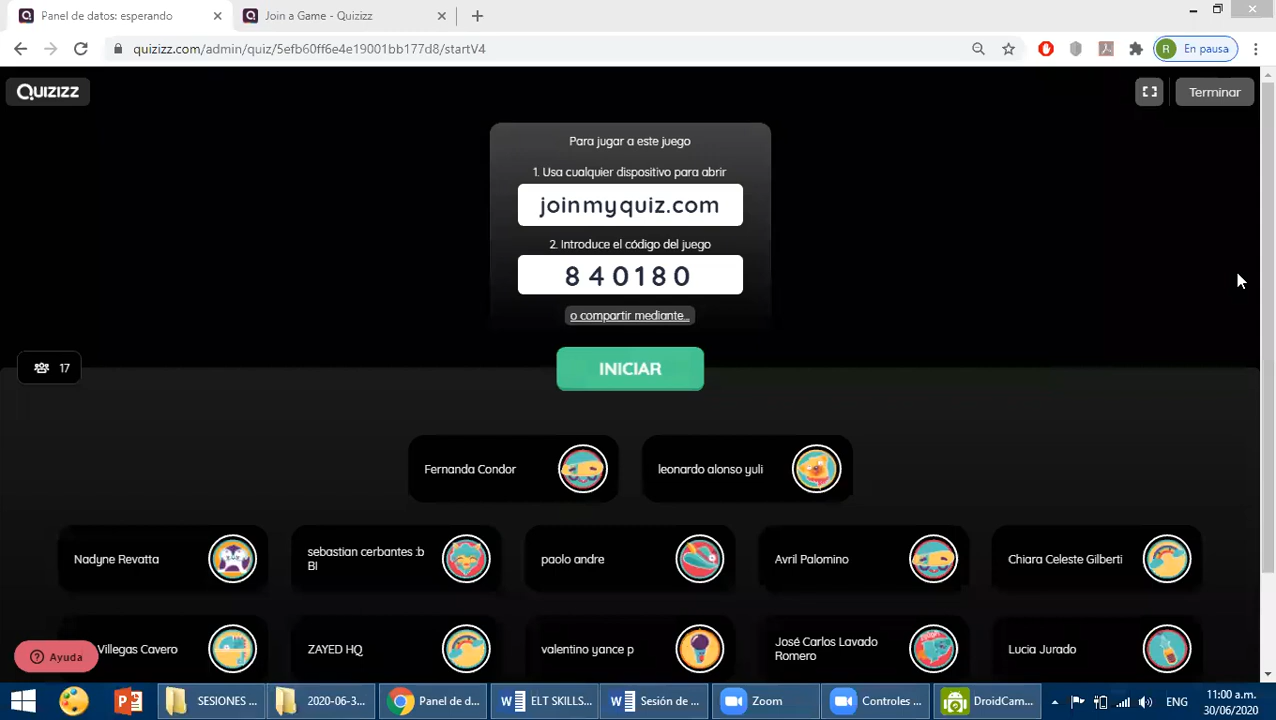 Panel de datos: esperando
Join a Game - Quizizz
quizizz.com/admin/quiz/5efb60ff6e4e19001bb177d8/startV4
R
En pausa
QUIZIZZ
Terminar
Para jugar a este juego
1. Usa cualquier dispositivo para abrir
joinmyquiz.com
2. Introduce el código del juego
840180
o compartir mediante...
INICIAR
17
Fernanda Condor
leonardo alonso yuli
Nadyne Revatta
sebastian cerbantes :b
BI
paolo andre
Avril Palomino
Chiara Celeste Gilberti
Villegas Cavero
ZAYED HQ
valentino yance p
José Carlos Lavado
Romero
Lucia Jurado
Ayuda
SESIONES ...
2020-06-3...
Panel de da...
ELT SKILLS...
Sesión de ...
Zoom
Controles ...
DroidCam...
ENG
11:00 a.m.
30/06/2020